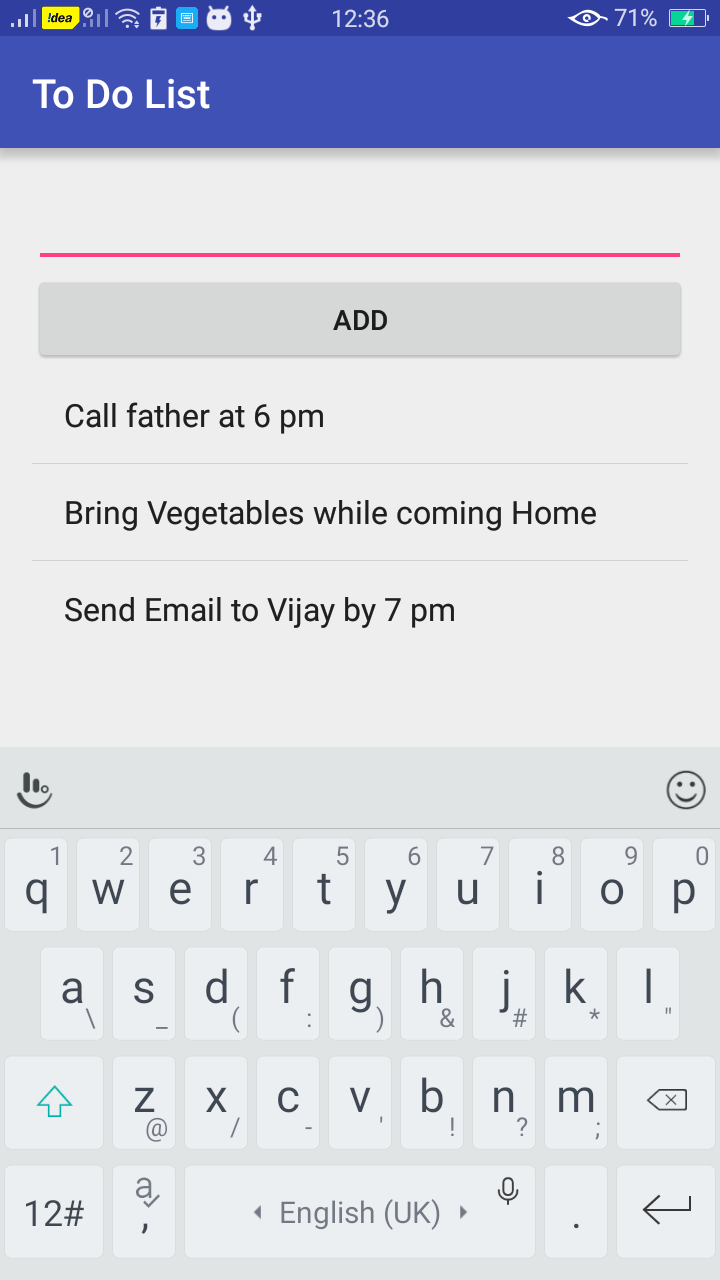 !dea 12:36 71%
To Do List
ADD
Call father at 6 pm
Bring Vegetables while coming Home
Send Email to Vijay by 7 pm
1 2 3 4 5 6 7 8 9 0
q w e r t y u i o p
a s d f g h j k l
\ _ ( : ) & # * "
z x c v b n m
@ / - ' ! ? ;
12# a , English (UK) .